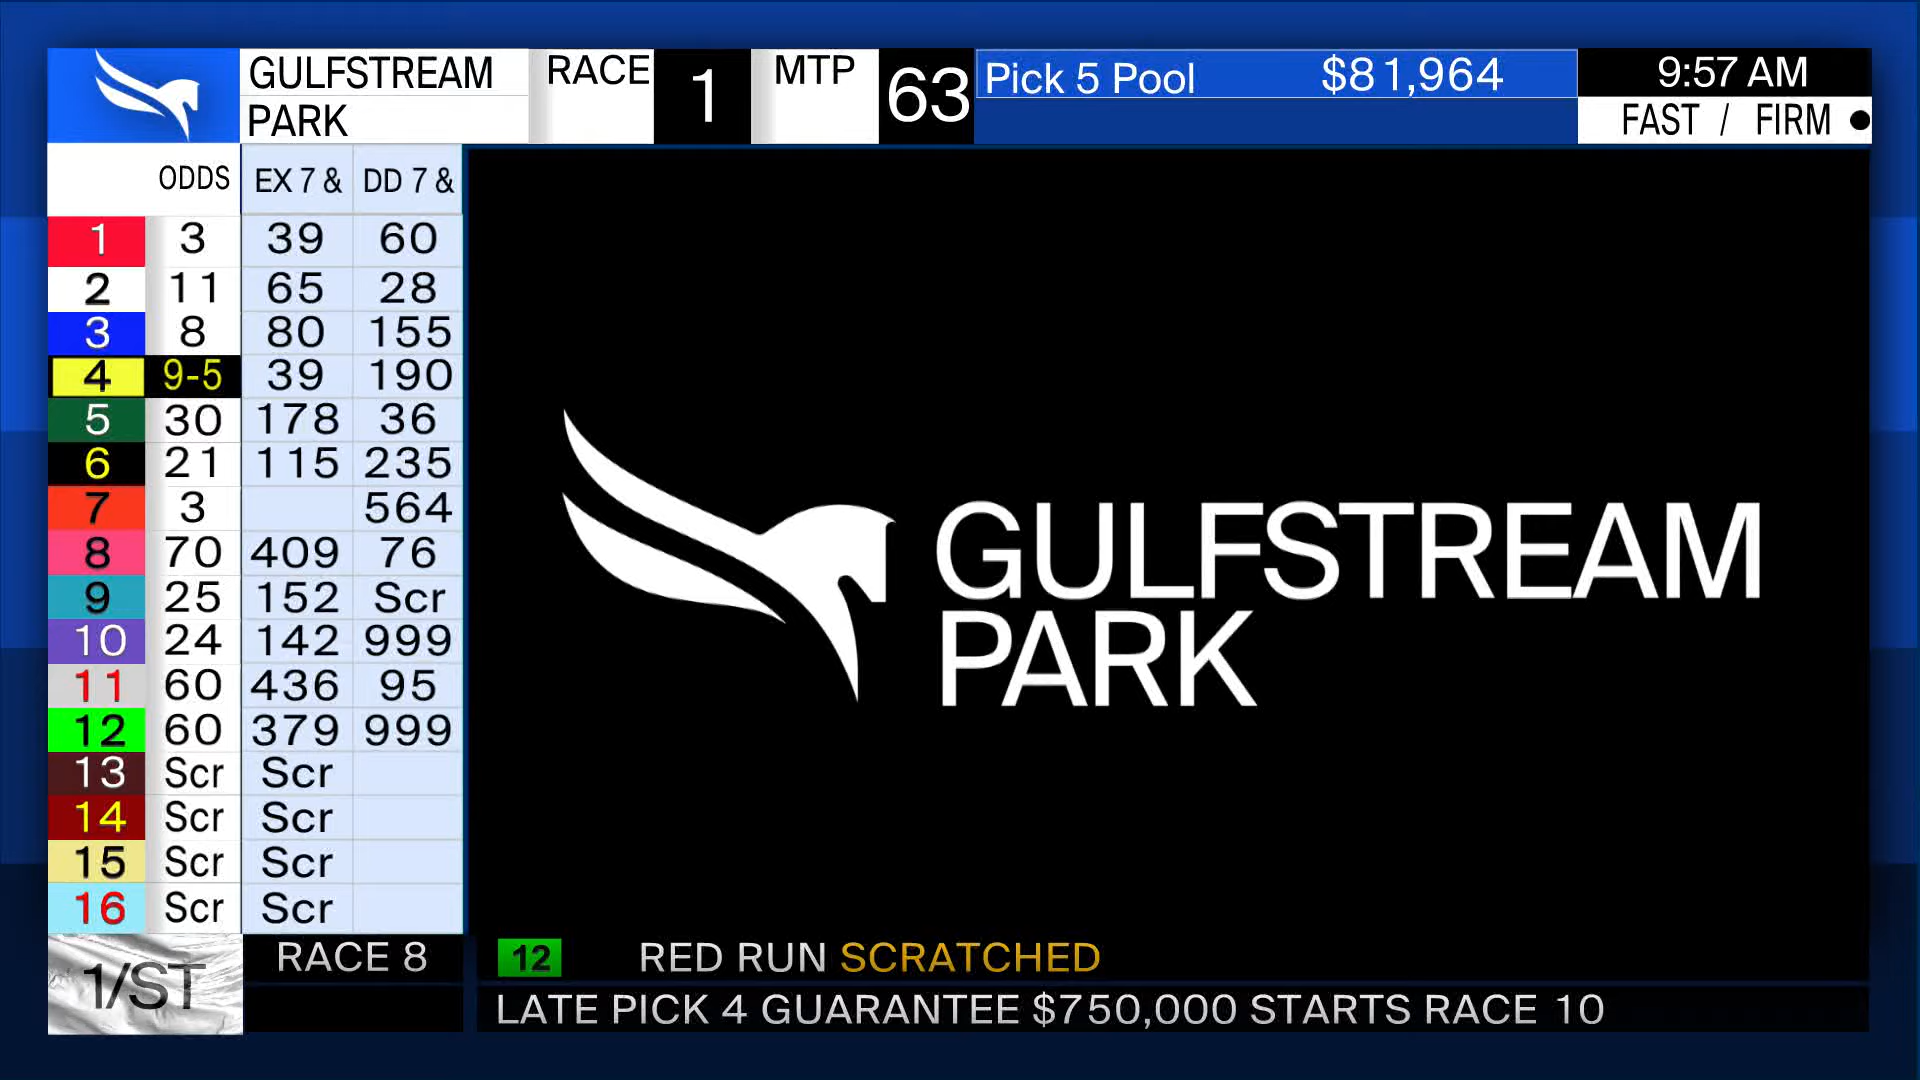 GULFSTREAM PARK RACE 1 MTP 63 Pick 5 Pool $81,964 9:57 AM
FAST / FIRM
ODDS EX 7 & DD 7 &
1 3 39 60
2 11 65 28
3 8 80 155
4 9-5 39 190
5 30 178 36
6 21 115 235
7 3 564
8 70 409 76
9 25 152 Scr
10 24 142 999
11 60 436 95
12 60 379 999
13 Scr Scr
14 Scr Scr
15 Scr Scr
16 Scr Scr
GULFSTREAM
PARK
1/ST RACE 8
12 RED RUN SCRATCHED
LATE PICK 4 GUARANTEE $750,000 STARTS RACE 10